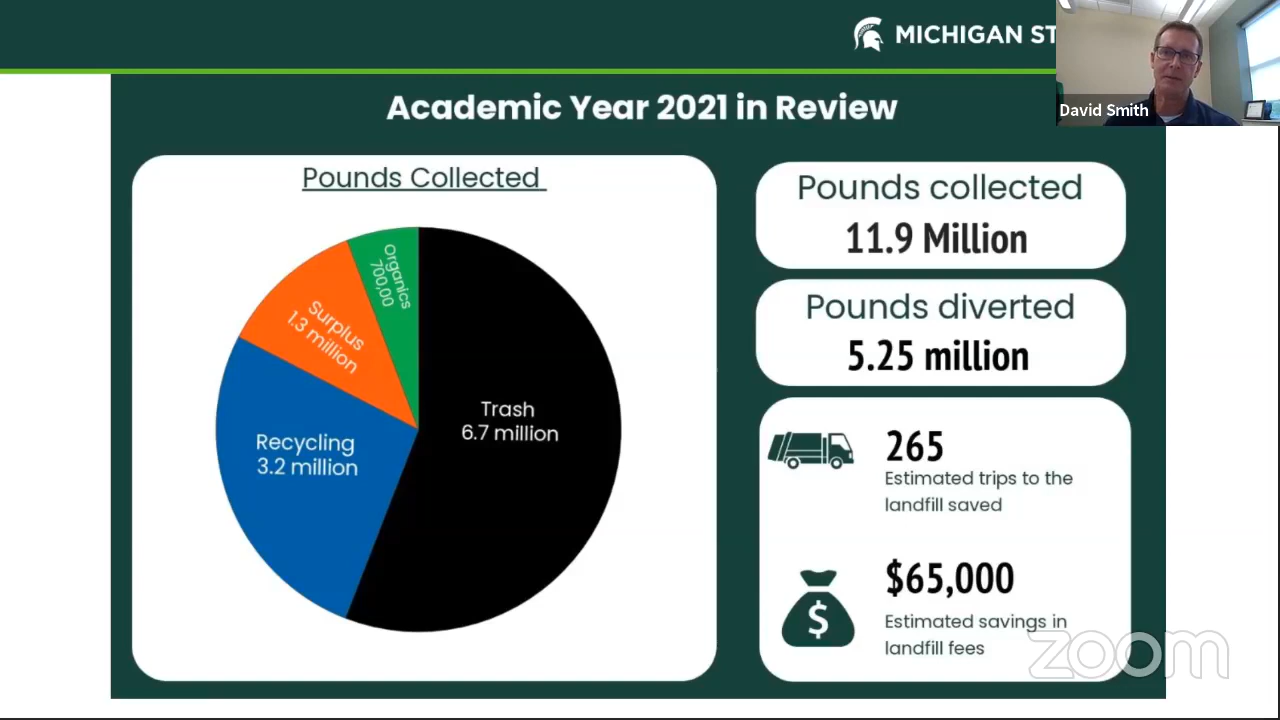 MICHIGAN ST
David Smith
Academic Year 2021 in Review
Pounds Collected
Organics
700,00
Surplus
1.3 million
Recycling
3.2 million
Trash
6.7 million
Pounds collected
11.9 Million
Pounds diverted
5.25 million
265
Estimated trips to the
landfill saved
$65,000
Estimated savings in
landfill fees
$
zoom